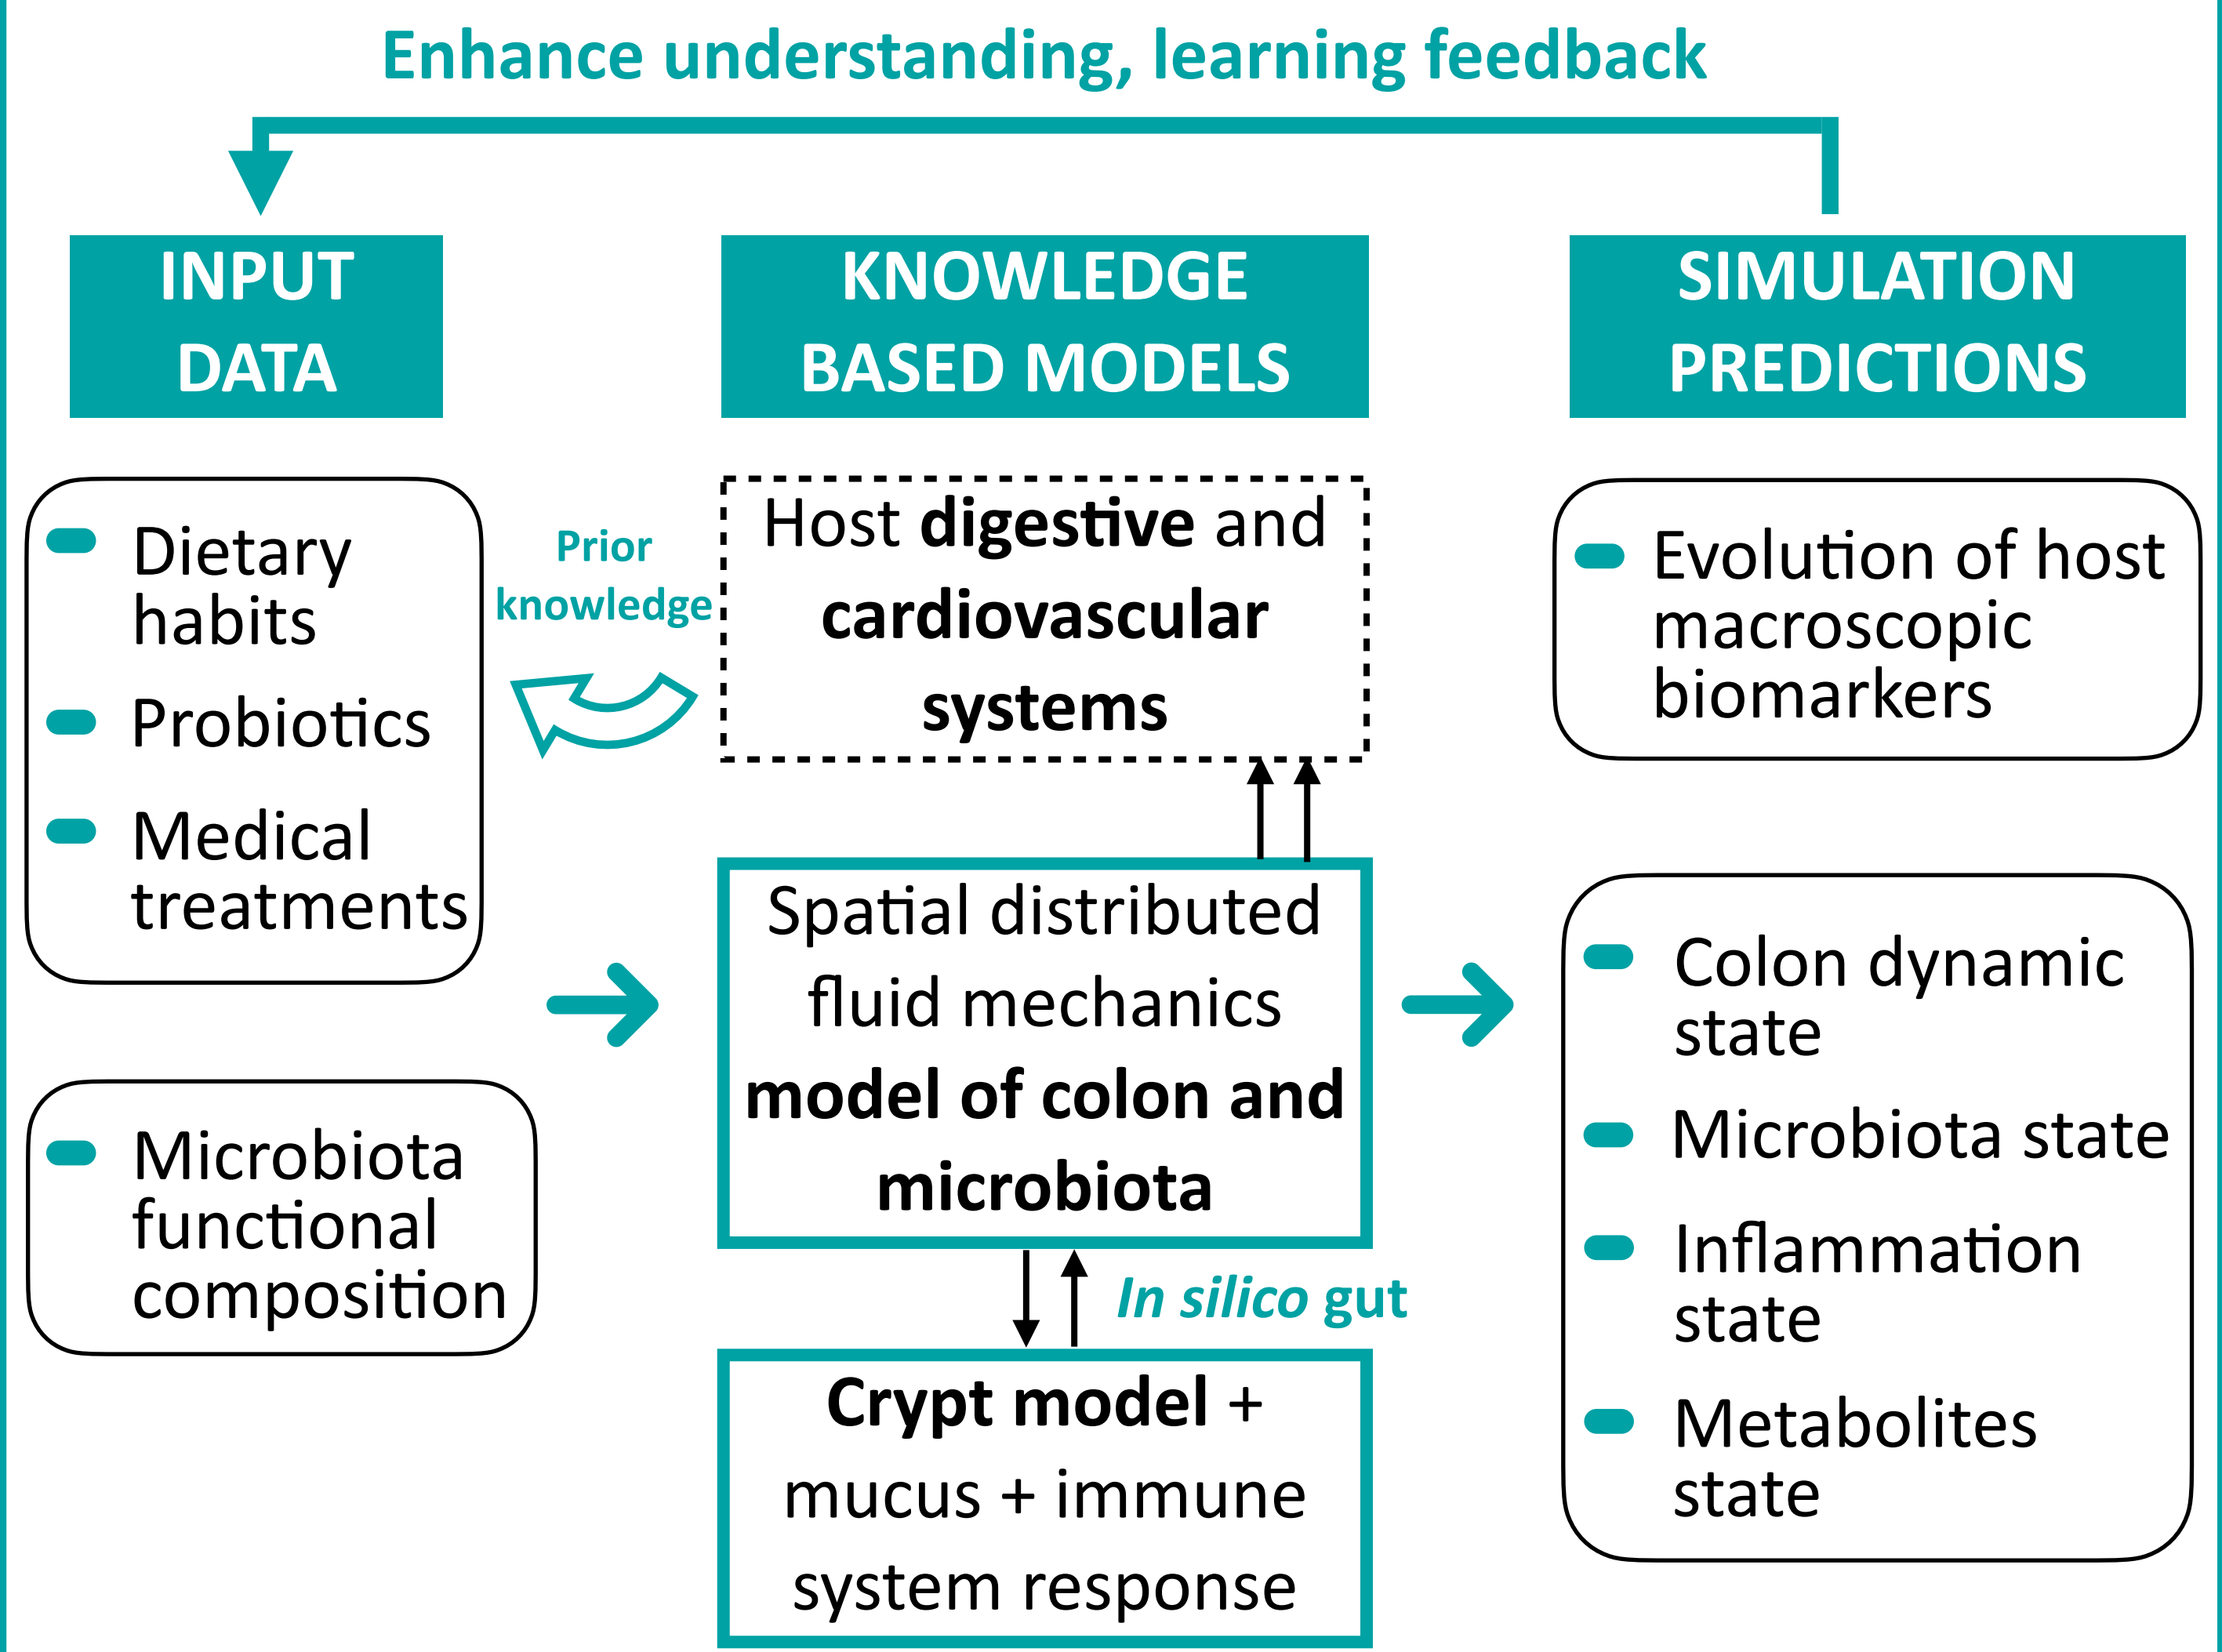 Enhance understanding, learning feedback
INPUT
DATA
KNOWLEDGE
BASED MODELS
SIMULATION
PREDICTIONS
Dietary
habits
Probiotics
Medical
treatments
Microbiota
functional
composition
Prior
knowledge
Host digestive and
cardiovascular
systems
Spatial distributed
fluid mechanics
model of colon and
microbiota
In silico gut
Crypt model +
mucus + immune
system response
Evolution of host
macroscopic
biomarkers
Colon dynamic
state
Microbiota state
Inflammation
state
Metabolites
state